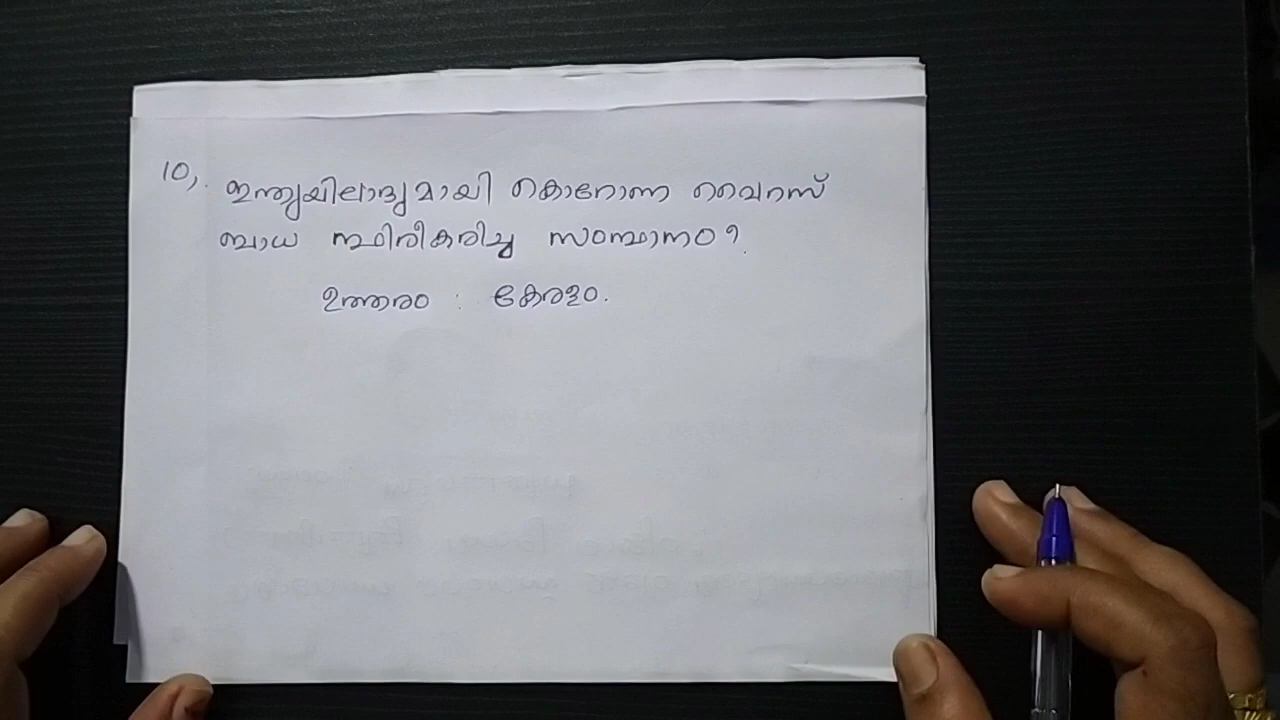 10, ഇന്ത്യയിലാദ്യമായി കൊറോണ വൈറസ്
ബാധ സ്ഥിരീകരിച്ച സംസ്ഥാനം ?
ഉത്തരം : കേരളം.